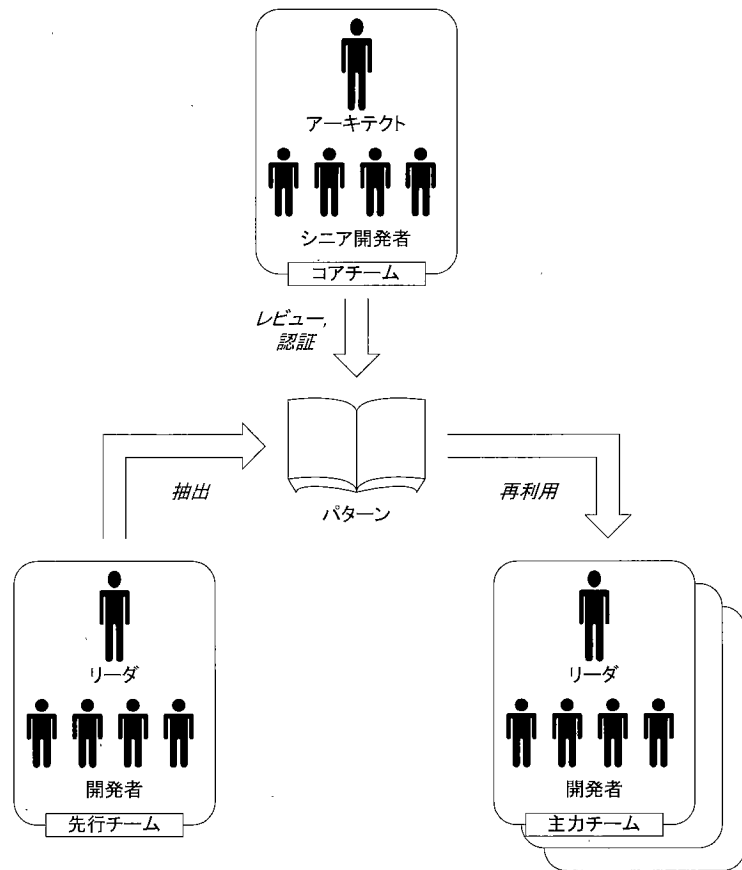 アーキテクト
シニア開発者
コアチーム
レビュー,
認証
抽出
パターン
再利用
リーダ
開発者
先行チーム
リーダ
開発者
主力チーム